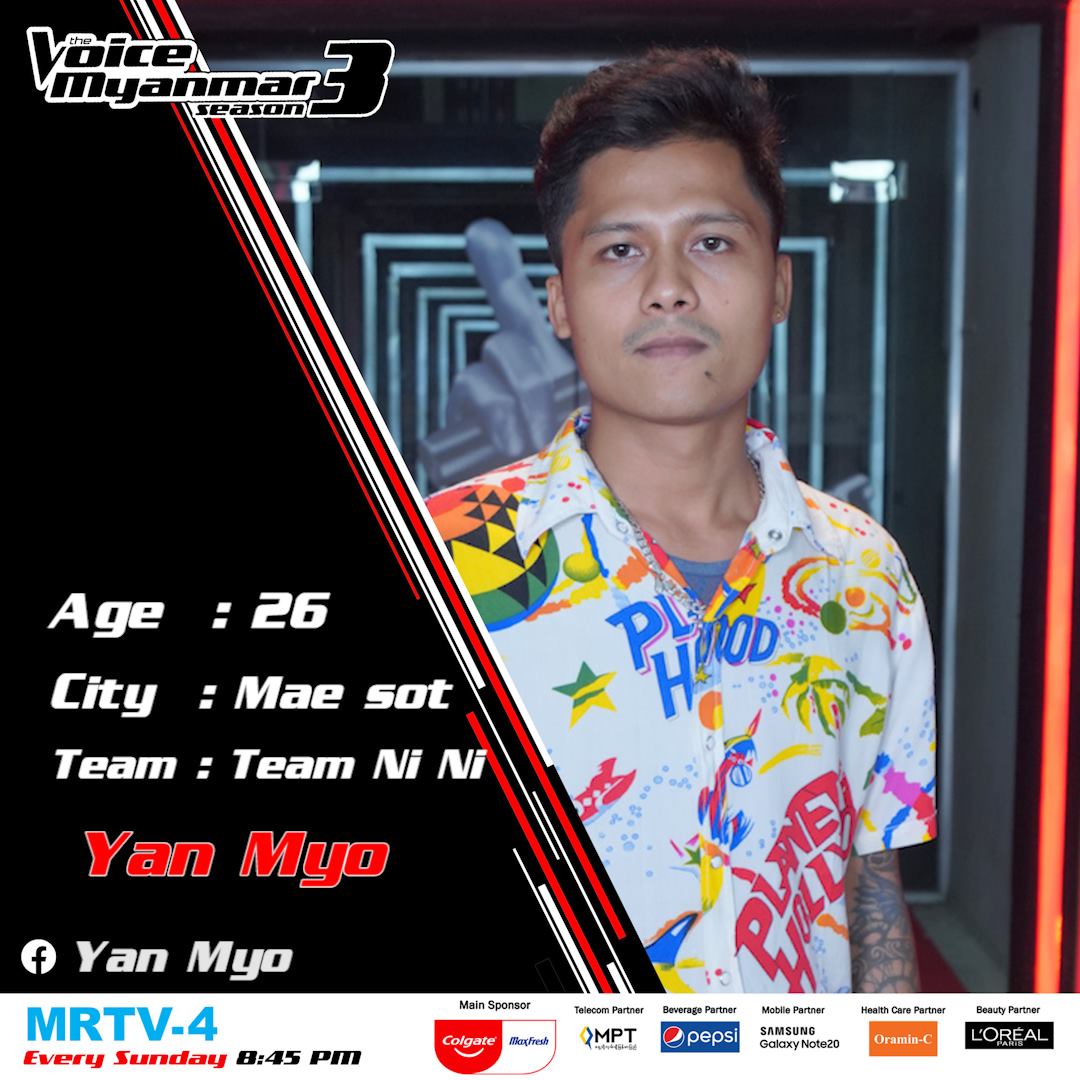 the
Voice
Myanmar
season 3
Age : 26
City : Mae sot
Team : Team Ni Ni
Yan Myo
Yan Myo
PL
HOLLYWOOD
PLANET
HOLLY
MRTV-4
Every Sunday 8:45 PM
Main Sponsor
Colgate MaxFresh
Telecom Partner
MPT
Beverage Partner
pepsi
Mobile Partner
SAMSUNG
Galaxy Note20
Health Care Partner
Oramin-C
Beauty Partner
L'ORÉAL
PARIS